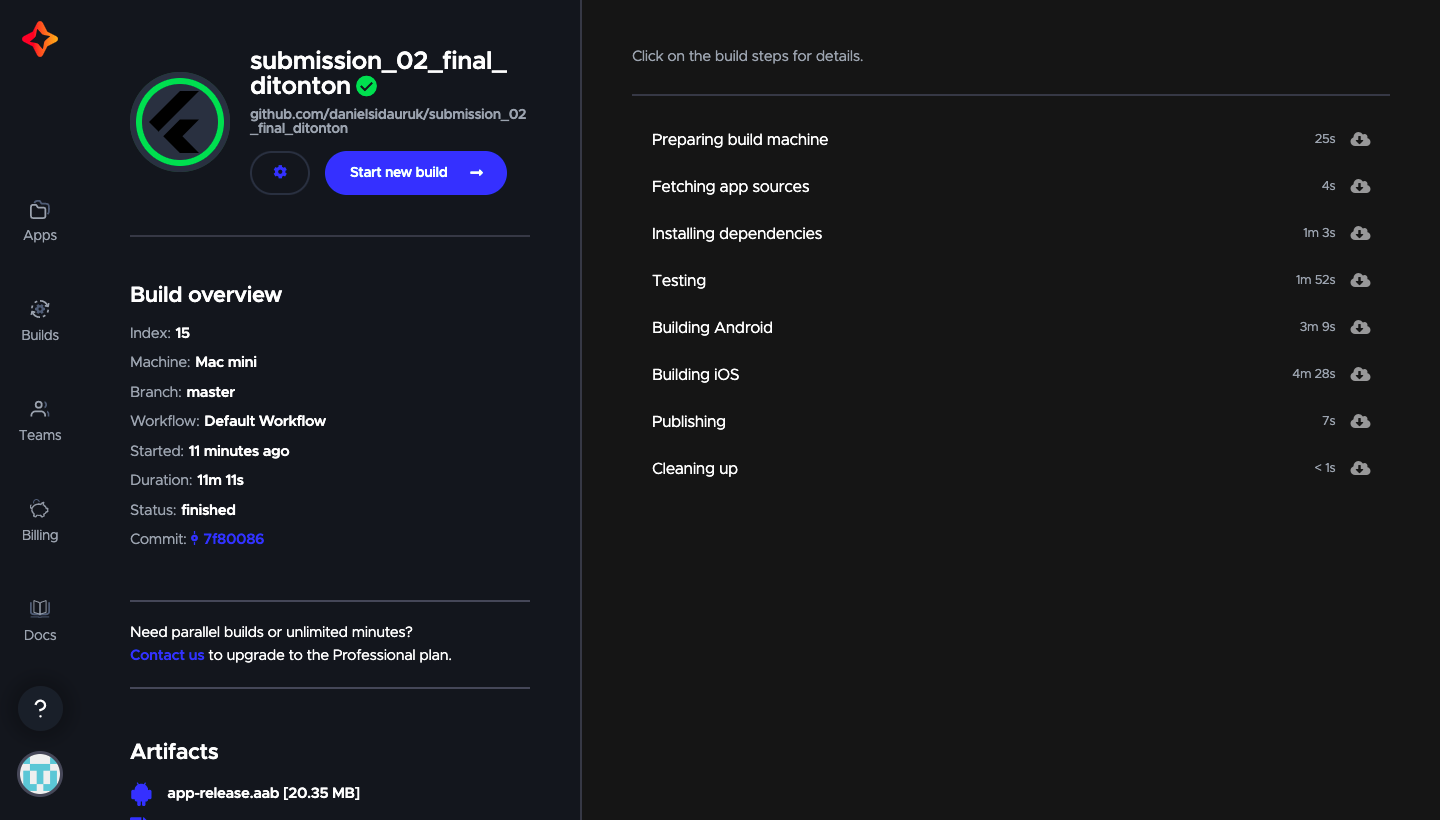 submission_02_final_
ditonton
github.com/danielsidauruk/submission_02
_final_ditonton
Start new build
Apps
Builds
Teams
Billing
Docs
?
Build overview
Index: 15
Machine: Mac mini
Branch: master
Workflow: Default Workflow
Started: 11 minutes ago
Duration: 11m 11s
Status: finished
Commit: 7f80086
Need parallel builds or unlimited minutes?
Contact us to upgrade to the Professional plan.
Artifacts
app-release.aab [20.35 MB]
Click on the build steps for details.
Preparing build machine 25s
Fetching app sources 4s
Installing dependencies 1m 3s
Testing 1m 52s
Building Android 3m 9s
Building iOS 4m 28s
Publishing 7s
Cleaning up < 1s